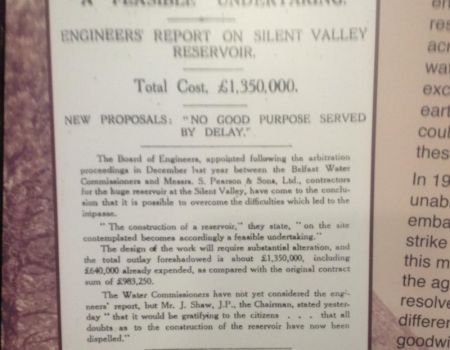 A FEASIBLE UNDERTAKING.
ENGINEERS' REPORT ON SILENT VALLEY
RESERVOIR.
Total Cost, £1,350,000.
NEW PROPOSALS: "NO GOOD PURPOSE SERVED
BY DELAY."
The Board of Engineers, appointed following the arbitration
proceedings in December last year between the Belfast Water
Commissioners and Messrs. S. Pearson & Sons, Ltd., contractors
for the huge reservoir at the Silent Valley, have come to the conclu-
sion that it is possible to overcome the difficulties which led to the
impasse.
"The construction of a reservoir," they state, "on the site
contemplated becomes accordingly a feasible undertaking."
The design of the work will require substantial alteration, and
the total outlay foreshadowed is about £1,350,000, including
£640,000 already expended, as compared with the original contract
sum of £983,250.
The Water Commissioners have not yet considered the engi-
neers' report, but Mr. J. Shaw, J.P., the Chairman, stated yester-
day "that it would be gratifying to the citizens . . . that all
doubts as to the construction of the reservoir have now been
dispelled."
res
acr
wat
exc
eart
coul
thes
In 19
unab
emba
strike
this m
the ag
resolve
differen
goodwi